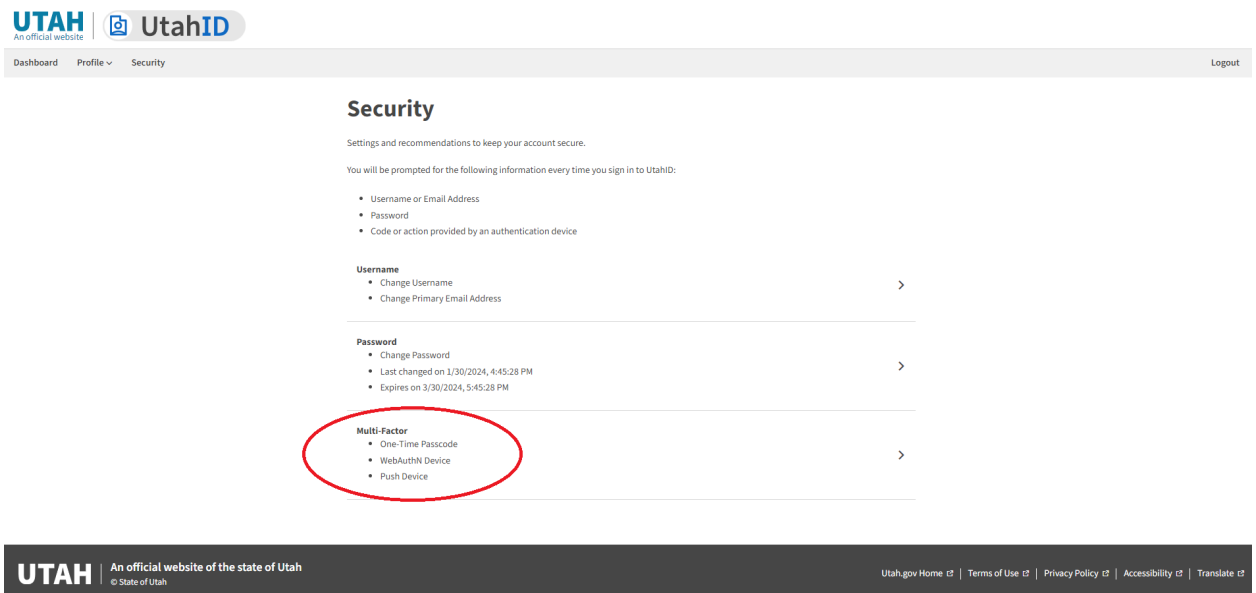 UTAH
An official website
UtahID
Dashboard Profile Security Logout
Security
Settings and recommendations to keep your account secure.
You will be prompted for the following information every time you sign in to UtahID:
• Username or Email Address
• Password
• Code or action provided by an authentication device
Username
• Change Username
• Change Primary Email Address
Password
• Change Password
• Last changed on 1/30/2024, 4:45:28 PM
• Expires on 3/30/2024, 5:45:28 PM
Multi-Factor
• One-Time Passcode
• WebAuthN Device
• Push Device
UTAH
An official website of the state of Utah
© State of Utah
Utah.gov Home | Terms of Use | Privacy Policy | Accessibility | Translate